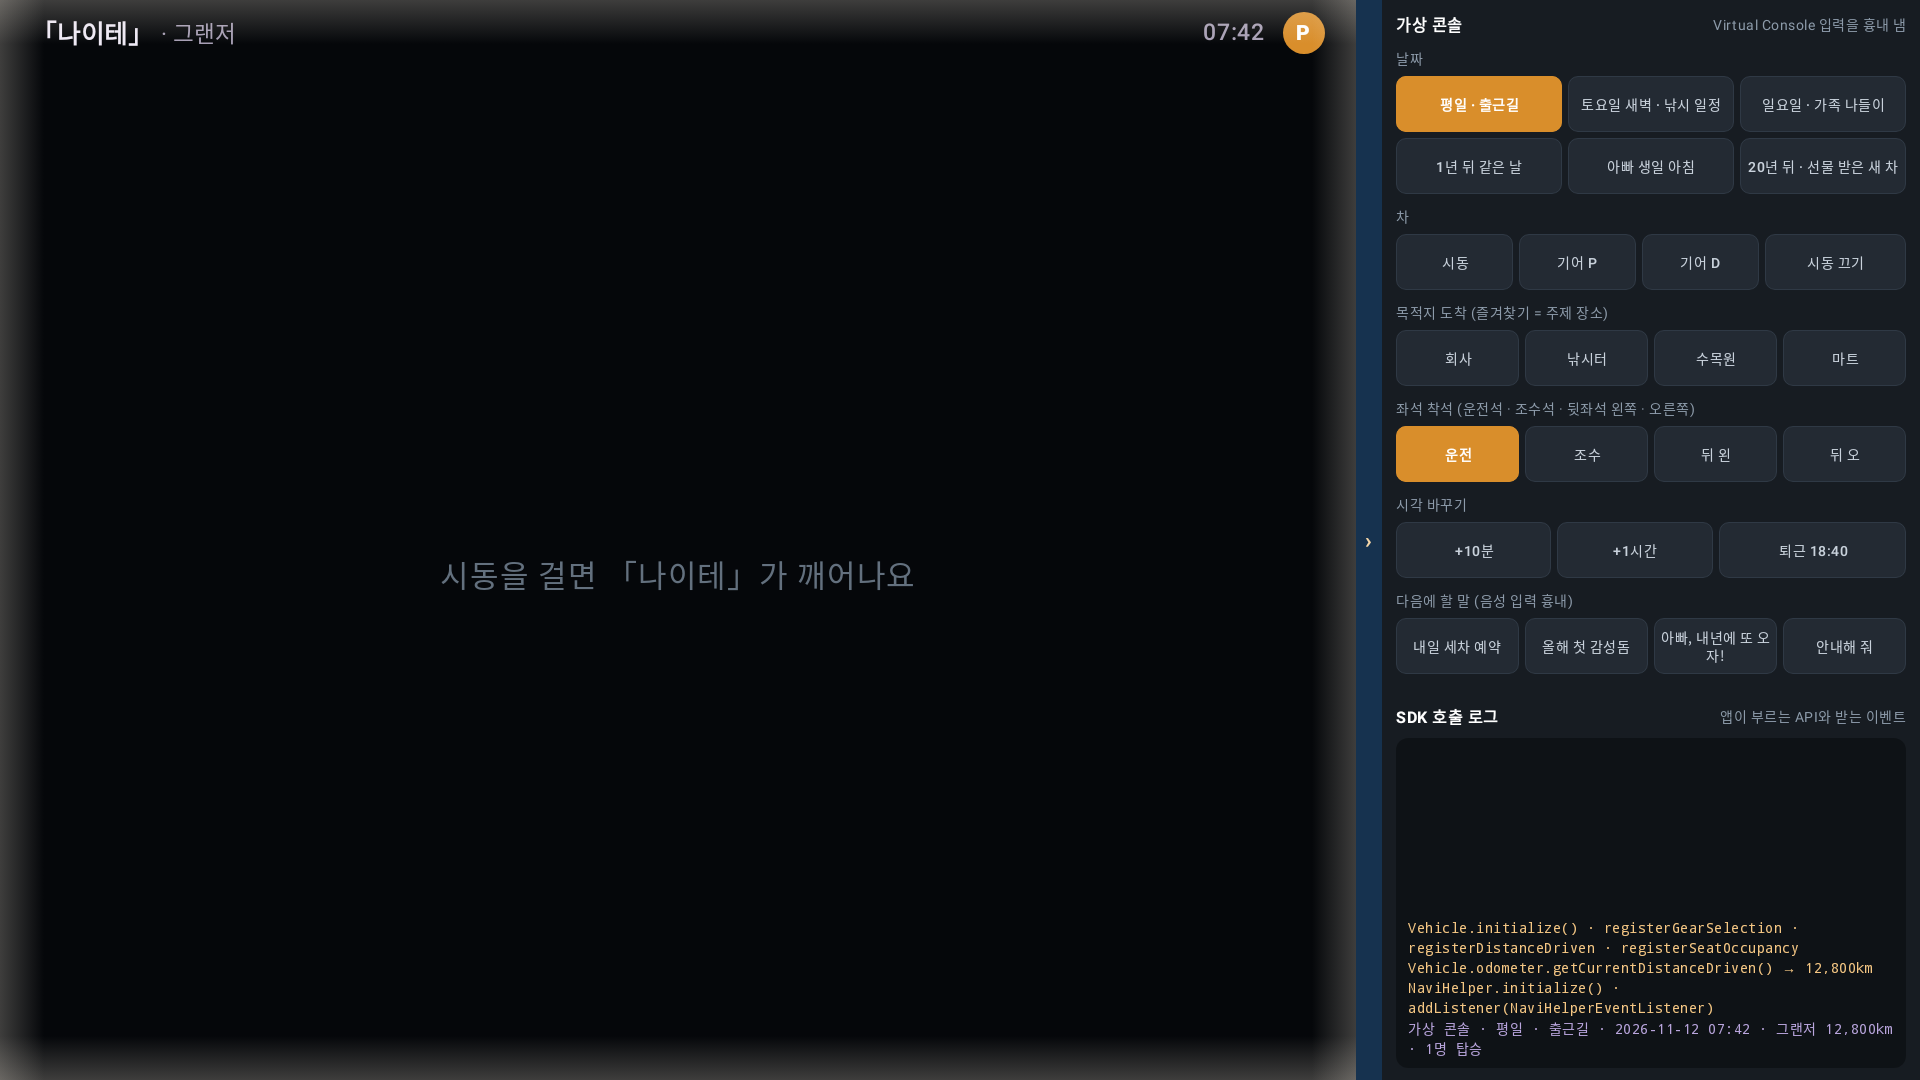 「나이테」 · 그랜저
07:42
P
시동을 걸면 「나이테」가 깨어나요
›
가상 콘솔
Virtual Console 입력을 흉내 냄
날짜
평일 · 출근길
토요일 새벽 · 낚시 일정
일요일 · 가족 나들이
1년 뒤 같은 날
아빠 생일 아침
20년 뒤 · 선물 받은 새 차
차
시동
기어 P
기어 D
시동 끄기
목적지 도착 (즐겨찾기 = 주제 장소)
회사
낚시터
수목원
마트
좌석 착석 (운전석 · 조수석 · 뒷좌석 왼쪽 · 오른쪽)
운전
조수
뒤 왼
뒤 오
시각 바꾸기
+10분
+1시간
퇴근 18:40
다음에 할 말 (음성 입력 흉내)
내일 세차 예약
올해 첫 감성돔
아빠, 내년에 또 오
자!
안내해 줘
SDK 호출 로그
앱이 부르는 API와 받는 이벤트
Vehicle.initialize() · registerGearSelection ·
registerDistanceDriven · registerSeatOccupancy
Vehicle.odometer.getCurrentDistanceDriven() → 12,800km
NaviHelper.initialize() ·
addListener(NaviHelperEventListener)
가상 콘솔 · 평일 · 출근길 · 2026-11-12 07:42 · 그랜저 12,800km
· 1명 탑승